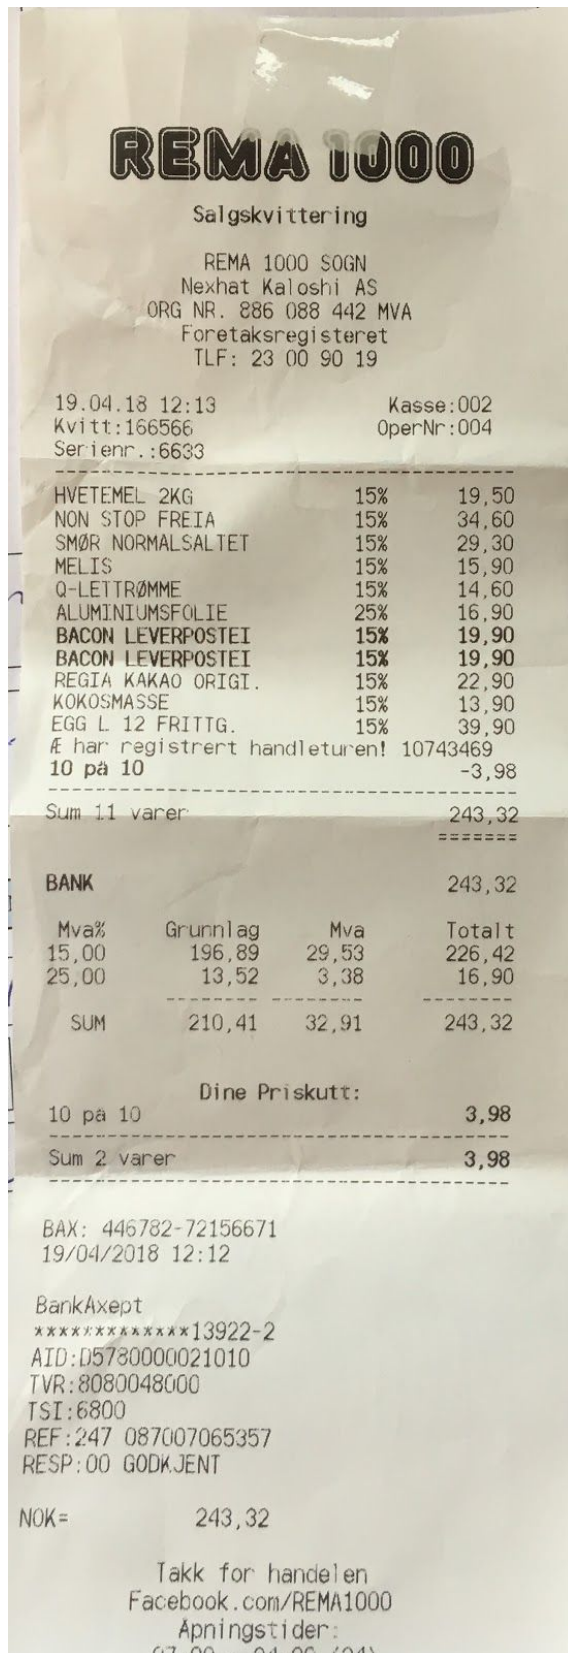 REMA 1000
Salgskvittering
REMA 1000 SOGN
Nexhat Kaloshi AS
ORG NR. 886 088 442 MVA
Foretaksregisteret
TLF: 23 00 90 19
19.04.18 12:13 Kasse:002
Kvitt:166566 OperNr:004
Serienr.:6633
HVETEMEL 2KG 15% 19,50
NON STOP FREIA 15% 34,60
SMØR NORMALSALTET 15% 29,30
MELIS 15% 15,90
Q-LETTRØMME 15% 14,60
ALUMINIUMSFOLIE 25% 16,90
BACON LEVERPOSTEI 15% 19,90
BACON LEVERPOSTEI 15% 19,90
REGIA KAKAO ORIGI. 15% 22,90
KOKOSMASSE 15% 13,90
EGG L 12 FRITTG. 15% 39,90
Æ har registrert handleturen! 10743469
10 på 10 -3,98
Sum 11 varer 243,32
=======
BANK 243,32
Mva% Grunnlag Mva Totalt
15,00 196,89 29,53 226,42
25,00 13,52 3,38 16,90
SUM 210,41 32,91 243,32
Dine Priskutt:
10 på 10 3,98
Sum 2 varer 3,98
BAX: 446782-72156671
19/04/2018 12:12
BankAxept
*************13922-2
AID:D5780000021010
TVR:8080048000
TSI:6800
REF:247 087007065357
RESP:00 GODKJENT
NOK= 243,32
Takk for handelen
Facebook.com/REMA1000
Åpningstider: